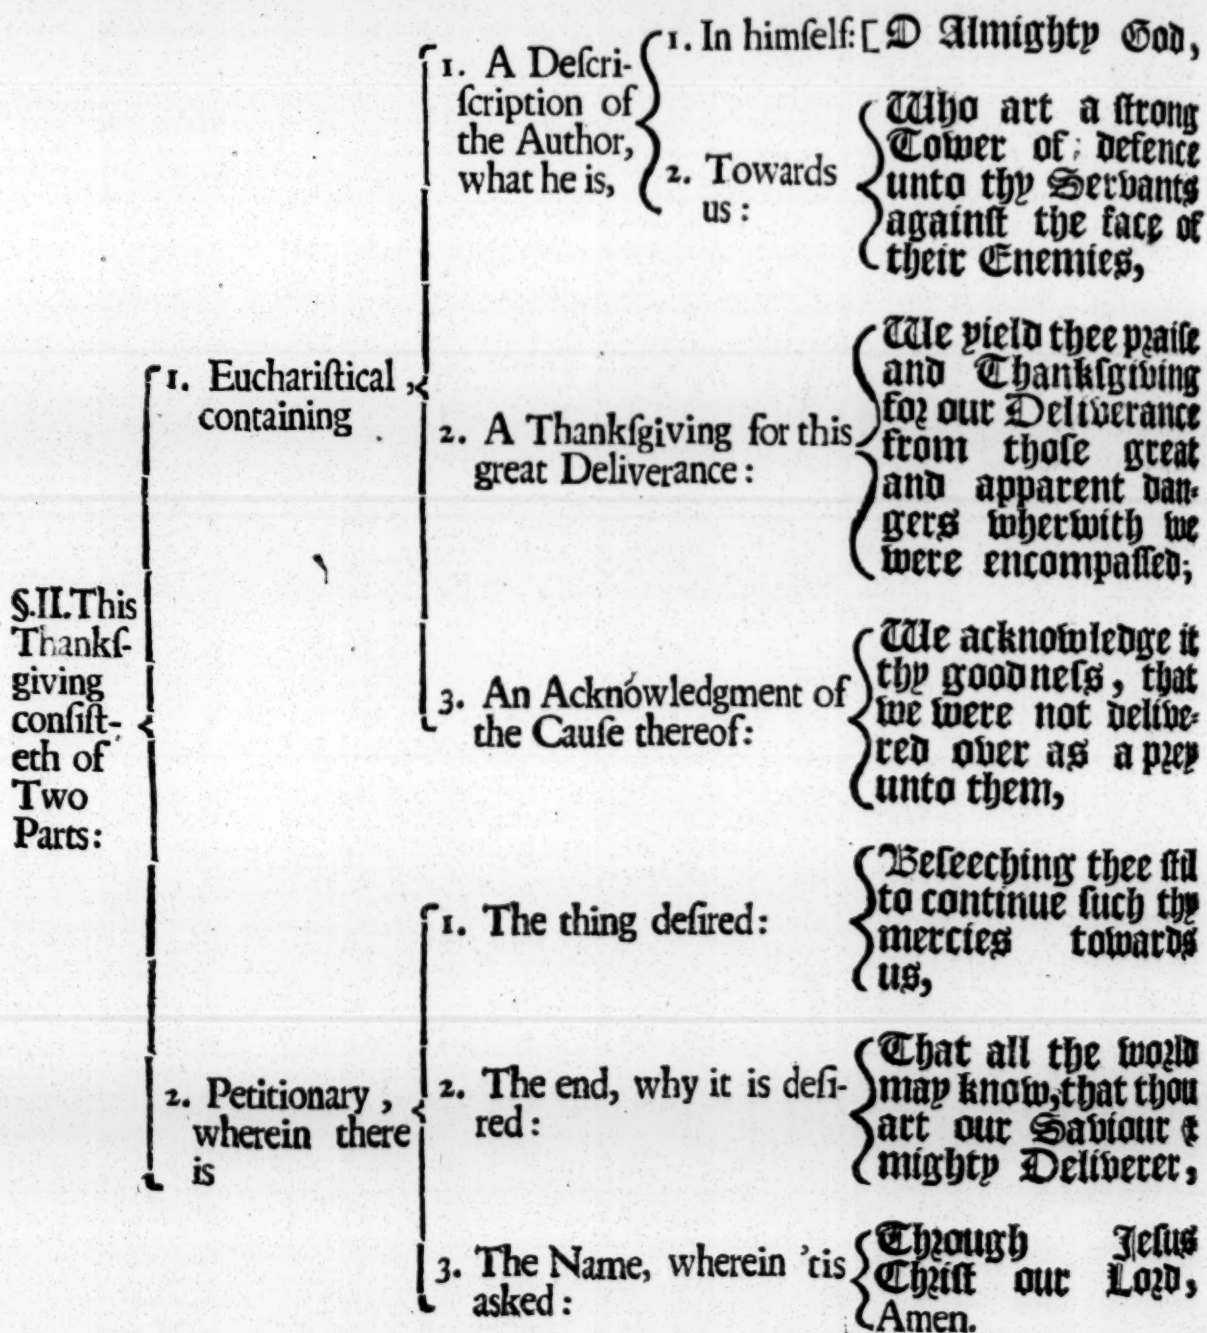 §.II.This
Thankſ-
giving
conſiſt-
eth of
Two
Parts:
1. Euchariſtical,
containing
1. A Deſcri-
ſcription of
the Author,
what he is,
1. In himſelf:
[O Almighty God,
2. Towards
us:
Who art a ſtrong
Tower of defence
unto thy Servants
againſt the face of
their Enemies,
2. A Thankſgiving for this
great Deliverance:
We yield thee praiſe
and Thankſgiving
foꝛ our Deliverance
from thoſe great
and apparent dan-
gers wherwith we
were encompaſſed;
3. An Acknowledgment of
the Cauſe thereof:
We acknowledge it
thy goodneſs, that
we were not delive-
red over as a pꝛey
unto them,
2. Petitionary,
wherein there
is
1. The thing deſired:
Beſeeching thee ſtil
to continue ſuch thy
mercies towards
us,
2. The end, why it is deſi-
red:
That all the woꝛld
may know, that thou
art our Saviour &
mighty Deliverer,
3. The Name, wherein 'tis
asked:
Thꝛough Jeſus
Chꝛiſt our Loꝛd,
Amen.